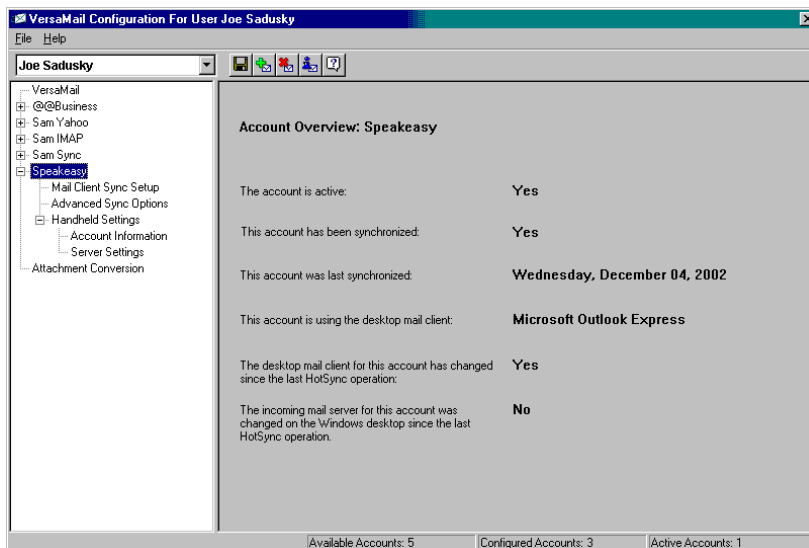 VersaMail Configuration For User Joe Sadusky
File Help
Joe Sadusky
VersaMail
@@Business
Sam Yahoo
Sam IMAP
Sam Sync
Speakeasy
Mail Client Sync Setup
Advanced Sync Options
Handheld Settings
Account Information
Server Settings
Attachment Conversion
Account Overview: Speakeasy
The account is active: Yes
This account has been synchronized: Yes
This account was last synchronized: Wednesday, December 04, 2002
This account is using the desktop mail client: Microsoft Outlook Express
The desktop mail client for this account has changed Yes
since the last HotSync operation:
The incoming mail server for this account was No
changed on the Windows desktop since the last
HotSync operation.
Available Accounts: 5 Configured Accounts: 3 Active Accounts: 1